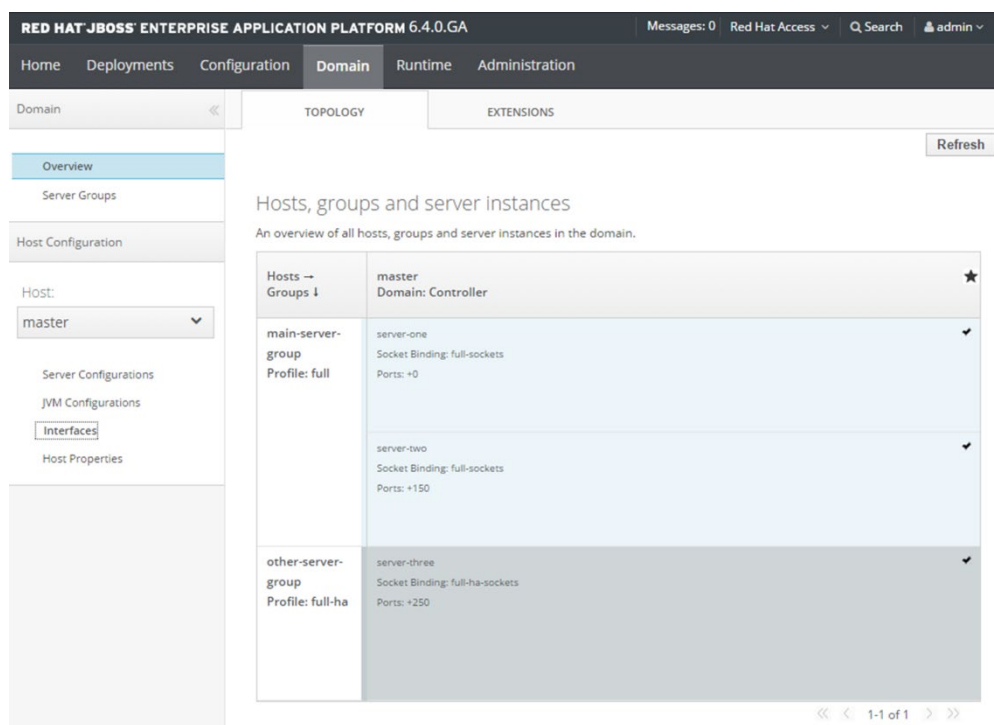 RED HAT JBOSS ENTERPRISE APPLICATION PLATFORM 6.4.0.GA
Messages: 0 Red Hat Access Search admin
Home Deployments Configuration Domain Runtime Administration
Domain
TOPOLOGY EXTENSIONS
Refresh
Overview
Server Groups
Host Configuration
Host:
master
Server Configurations
JVM Configurations
Interfaces
Host Properties
Hosts, groups and server instances
An overview of all hosts, groups and server instances in the domain.
Hosts →
Groups ↓
master
Domain: Controller
main-server-
group
Profile: full
server-one
Socket Binding: full-sockets
Ports: +0
server-two
Socket Binding: full-sockets
Ports: +150
other-server-
group
Profile: full-ha
server-three
Socket Binding: full-ha-sockets
Ports: +250
1-1 of 1